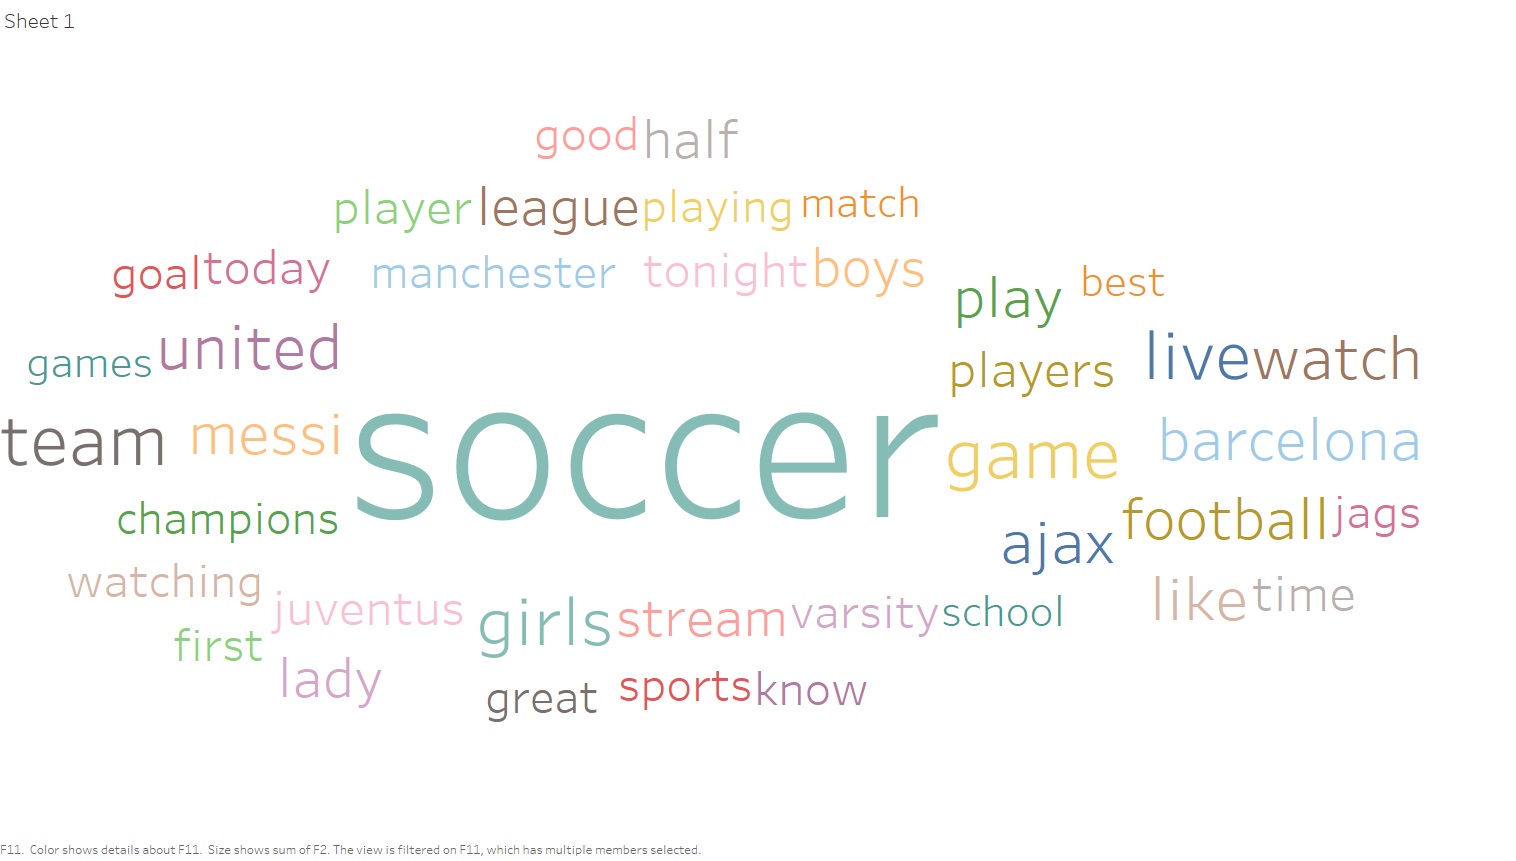 Sheet 1
good half
player league playing match
goal today manchester tonight boys
play best
games united players live watch
team messi soccer game barcelona
champions ajax football jags
watching juventus girls stream varsity school like time
first lady great sports know
F11. Color shows details about F11. Size shows sum of F2. The view is filtered on F11, which has multiple members selected.